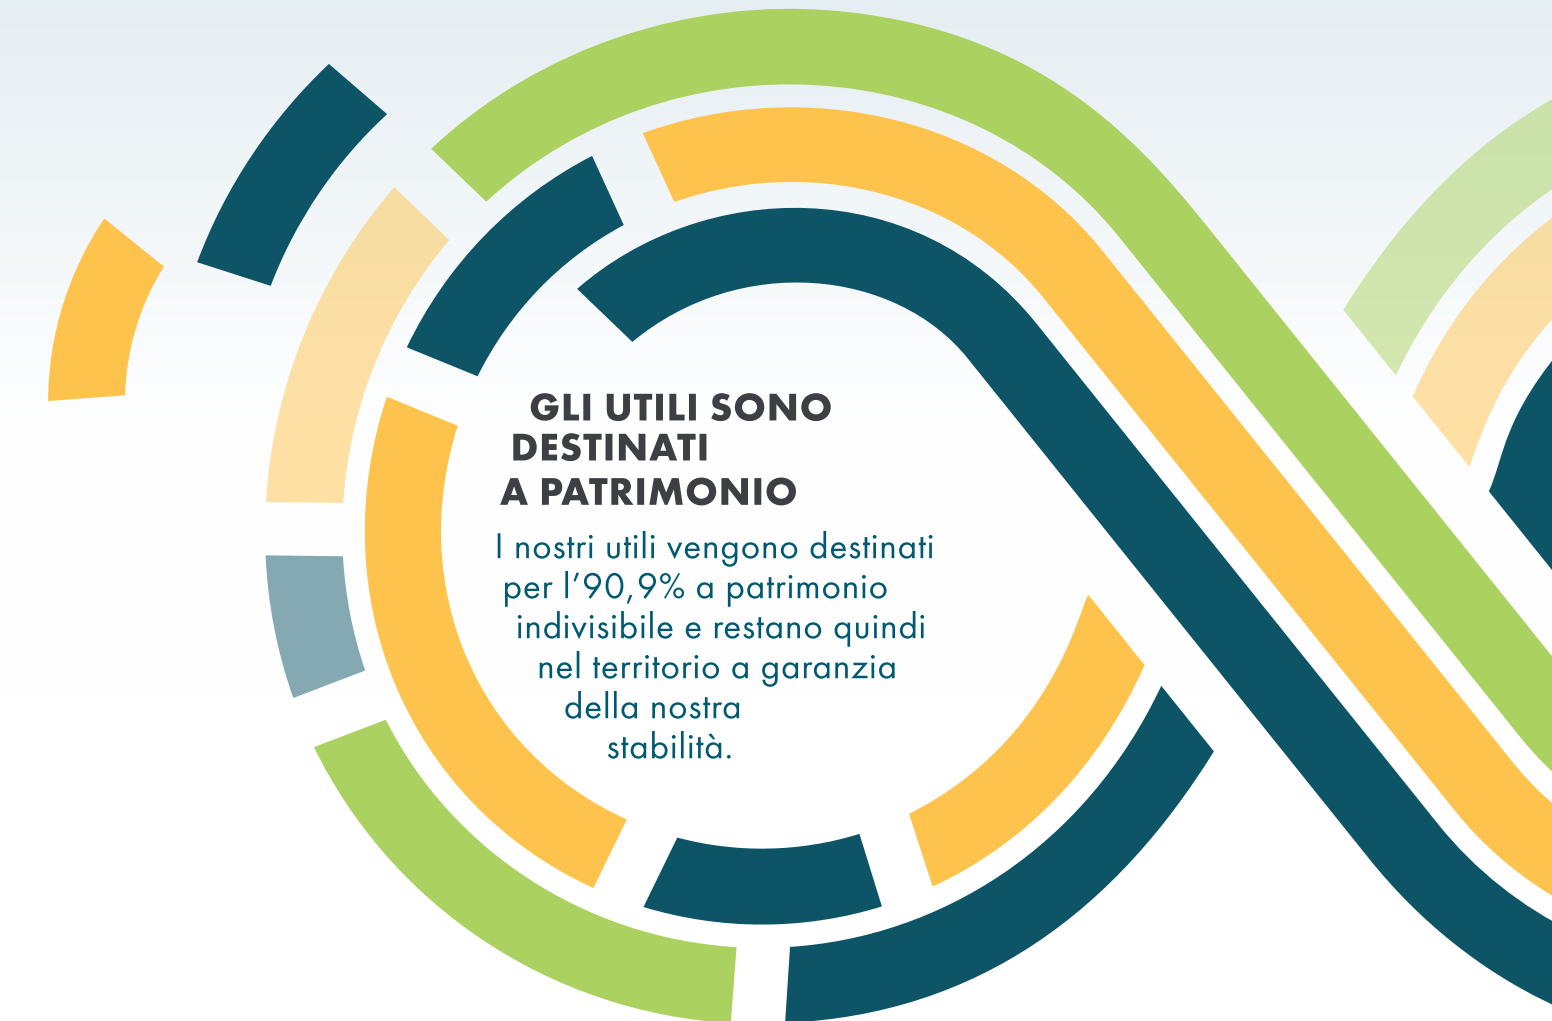 GLI UTILI SONO
DESTINATI
A PATRIMONIO
I nostri utili vengono destinati
per l’90,9% a patrimonio
indivisibile e restano quindi
nel territorio a garanzia
della nostra
stabilità.